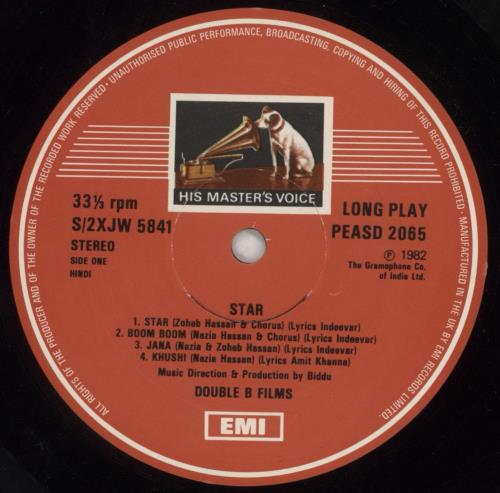 ALL RIGHTS OF THE PRODUCER AND OF THE OWNER OF THE RECORDED WORK RESERVED • UNAUTHORISED PUBLIC PERFORMANCE, BROADCASTING, COPYING AND HIRING OF THIS RECORD PROHIBITED • MANUFACTURED IN THE UK BY EMI RECORDS LIMITED.
HIS MASTER'S VOICE
33⅓ rpm
S/2XJW 5841
STEREO
SIDE ONE
HINDI
LONG PLAY
PEASD 2065
Ⓟ 1982
The Gramophone Co.
of India Ltd.
STAR
1. STAR (Zoheb Hassan & Chorus) (Lyrics Indeevar)
2. BOOM BOOM (Nazia Hassan & Chorus) (Lyrics Indeevar)
3. JANA (Nazia & Zoheb Hassan) (Lyrics Indeevar)
4. KHUSHI (Nazia Hassan) (Lyrics Amit Khanna)
Music Direction & Production by Biddu
DOUBLE B FILMS
EMI